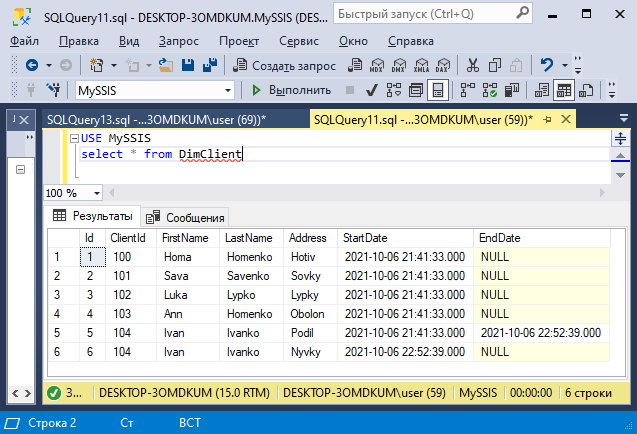 SQLQuery11.sql - DESKTOP-3OMDKUM.MySSIS (DES...
Быстрый запуск (Ctrl+Q)
Файл Правка Вид Запрос Проект Сервис Окно Справка
Создать запрос MDX DMX XMLA DAX
MySSIS Выполнить
SQLQuery13.sql -...3OMDKUM\user (69))*
SQLQuery11.sql -...3OMDKUM\user (59))*
USE MySSIS
select * from DimClient
100 %
Результаты Сообщения
Id ClientId FirstName LastName Address StartDate EndDate
1 1 100 Homa Homenko Hotiv 2021-10-06 21:41:33.000 NULL
2 2 101 Sava Savenko Sovky 2021-10-06 21:41:33.000 NULL
3 3 102 Luka Lypko Lypky 2021-10-06 21:41:33.000 NULL
4 4 103 Ann Homenko Obolon 2021-10-06 21:41:33.000 NULL
5 5 104 Ivan Ivanko Podil 2021-10-06 21:41:33.000 2021-10-06 22:52:39.000
6 6 104 Ivan Ivanko Nyvky 2021-10-06 22:52:39.000 NULL
З... DESKTOP-3OMDKUM (15.0 RTM) DESKTOP-3OMDKUM\user (59) MySSIS 00:00:00 6 строки
Строка 2 Ст ВСТ